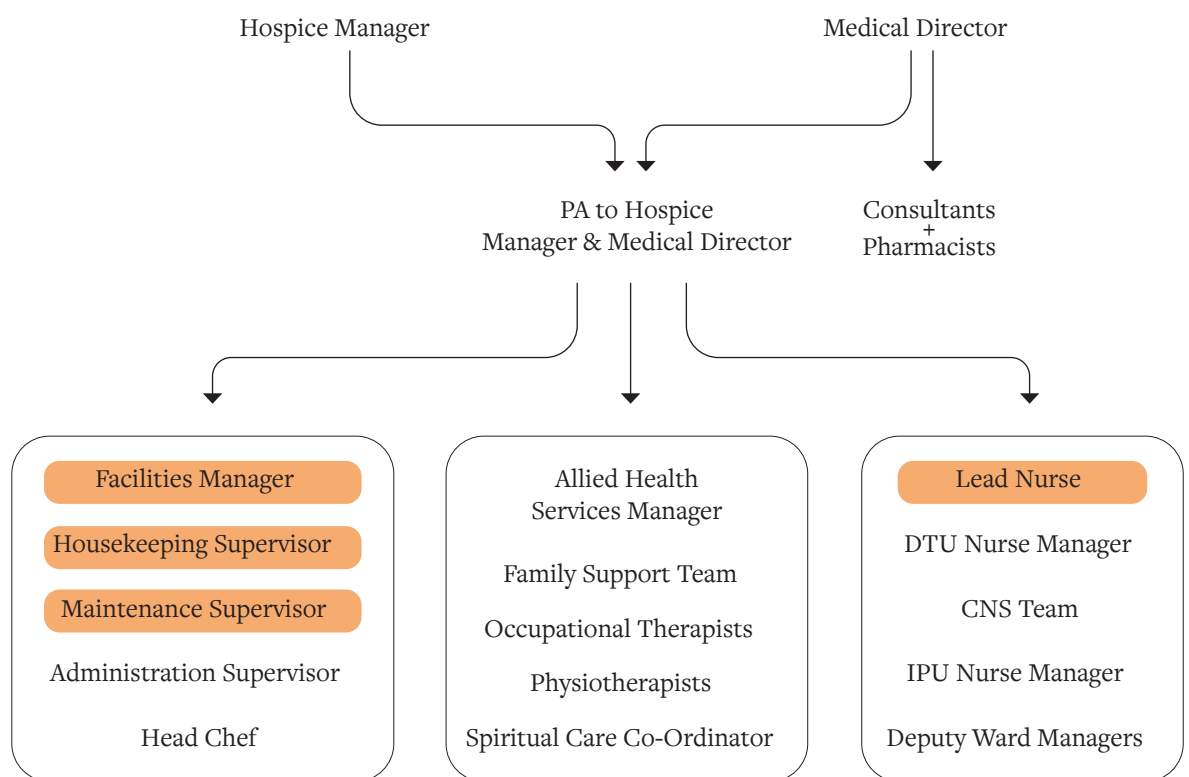 Hospice Manager
Medical Director
PA to Hospice
Manager & Medical Director
Consultants
+
Pharmacists
Facilities Manager
Housekeeping Supervisor
Maintenance Supervisor
Administration Supervisor
Head Chef
Allied Health
Services Manager
Family Support Team
Occupational Therapists
Physiotherapists
Spiritual Care Co-Ordinator
Lead Nurse
DTU Nurse Manager
CNS Team
IPU Nurse Manager
Deputy Ward Managers